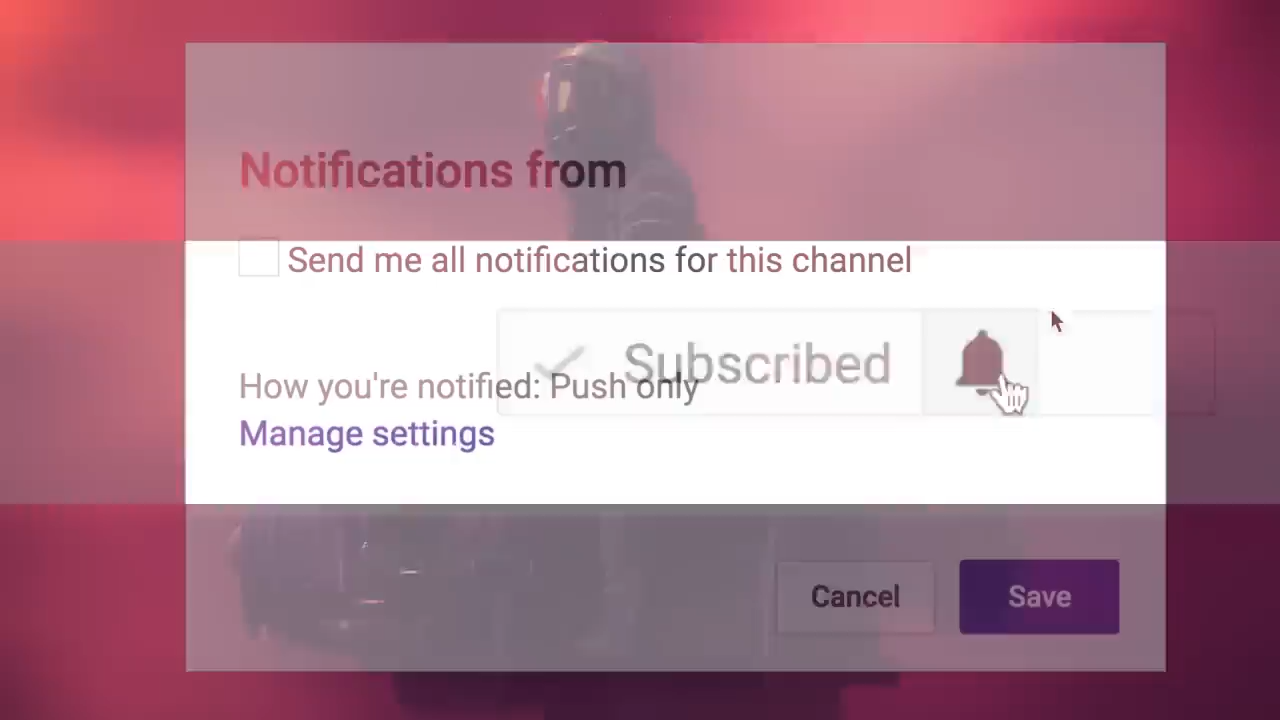 Notifications from
Send me all notifications for this channel
Subscribed
How you're notified: Push only
Manage settings
Cancel
Save